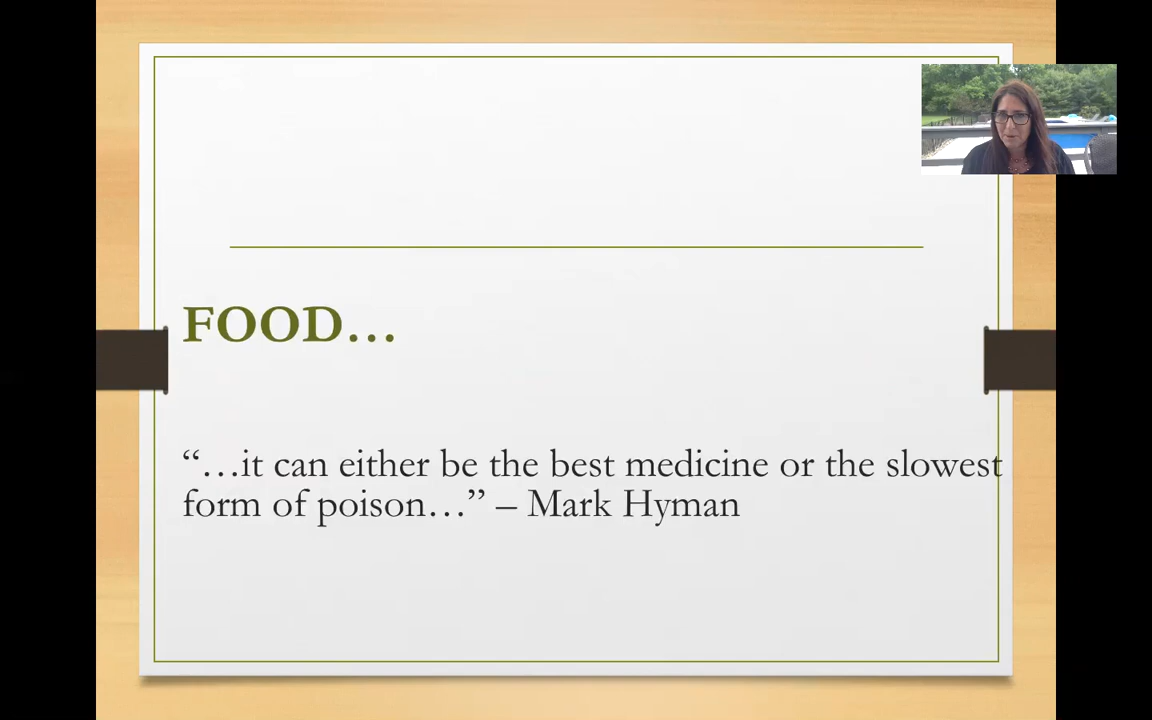 FOOD…
“…it can either be the best medicine or the slowest
form of poison…” – Mark Hyman